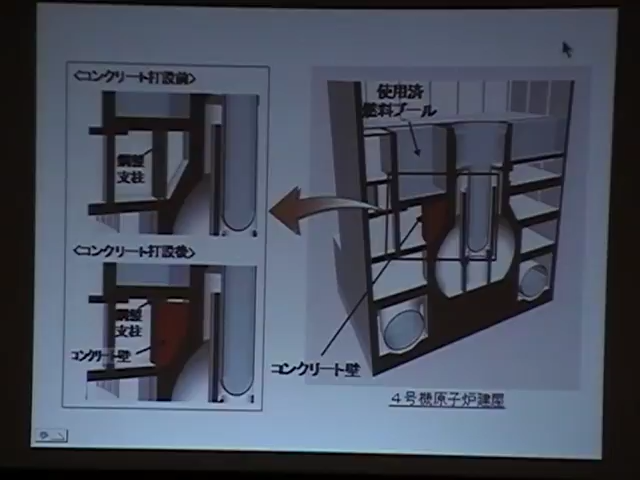 〈コンクリート打設前〉
鋼製
支柱
〈コンクリート打設後〉
鋼製
支柱
コンクリート壁
使用済
燃料プール
コンクリート壁
4号機原子炉建屋